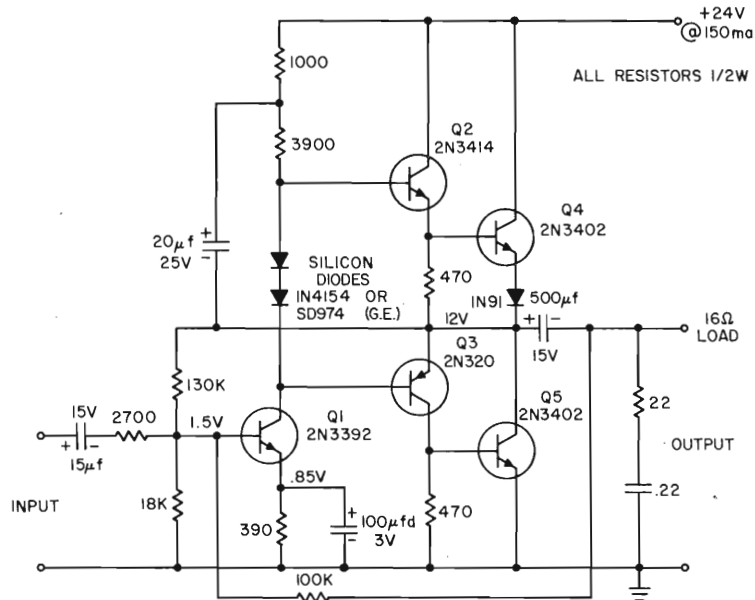 +24V
@150ma
1000
ALL RESISTORS 1/2W
3900
Q2
2N3414
Q4
2N3402
20μf
25V
+
-
SILICON
DIODES
IN4154 OR
SD974 (G.E.)
470
IN91
500μf
+ -
15V
12V
16Ω
LOAD
Q3
2N320
130K
Q1
2N3392
1.5V
15V
2700
+ -
15μf
Q5
2N3402
22
OUTPUT
.85V
INPUT
18K
390
+
100μfd
-
3V
470
.22
100K